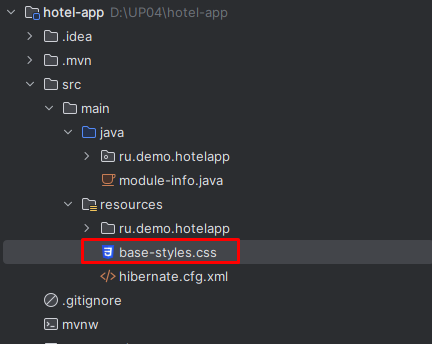 hotel-app D:\UP04\hotel-app
.idea
.mvn
src
main
java
ru.demo.hotelapp
module-info.java
resources
ru.demo.hotelapp
base-styles.css
hibernate.cfg.xml
.gitignore
mvnw